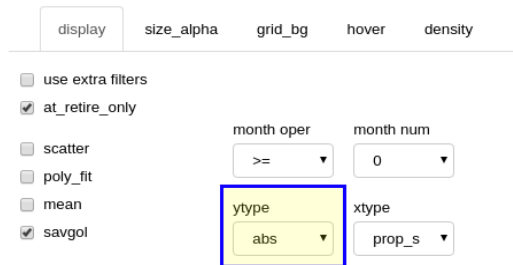 display size_alpha grid_bg hover density
use extra filters
at_retire_only
month oper month num
scatter
>= 0
poly_fit
mean
ytype xtype
savgol
abs prop_s